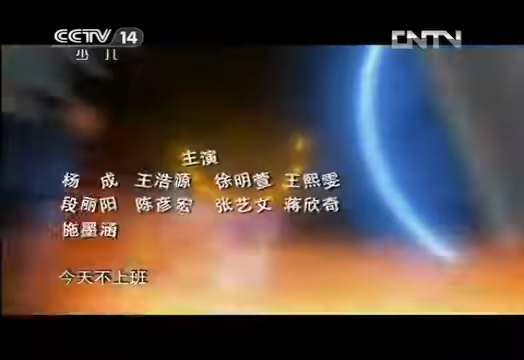 CCTV 14
少儿
CNTV
主演
杨 成 王浩源 徐明萱 王熙雯
段丽阳 陈彦宏 张艺文 蒋欣奇
施墨涵
今天不上班